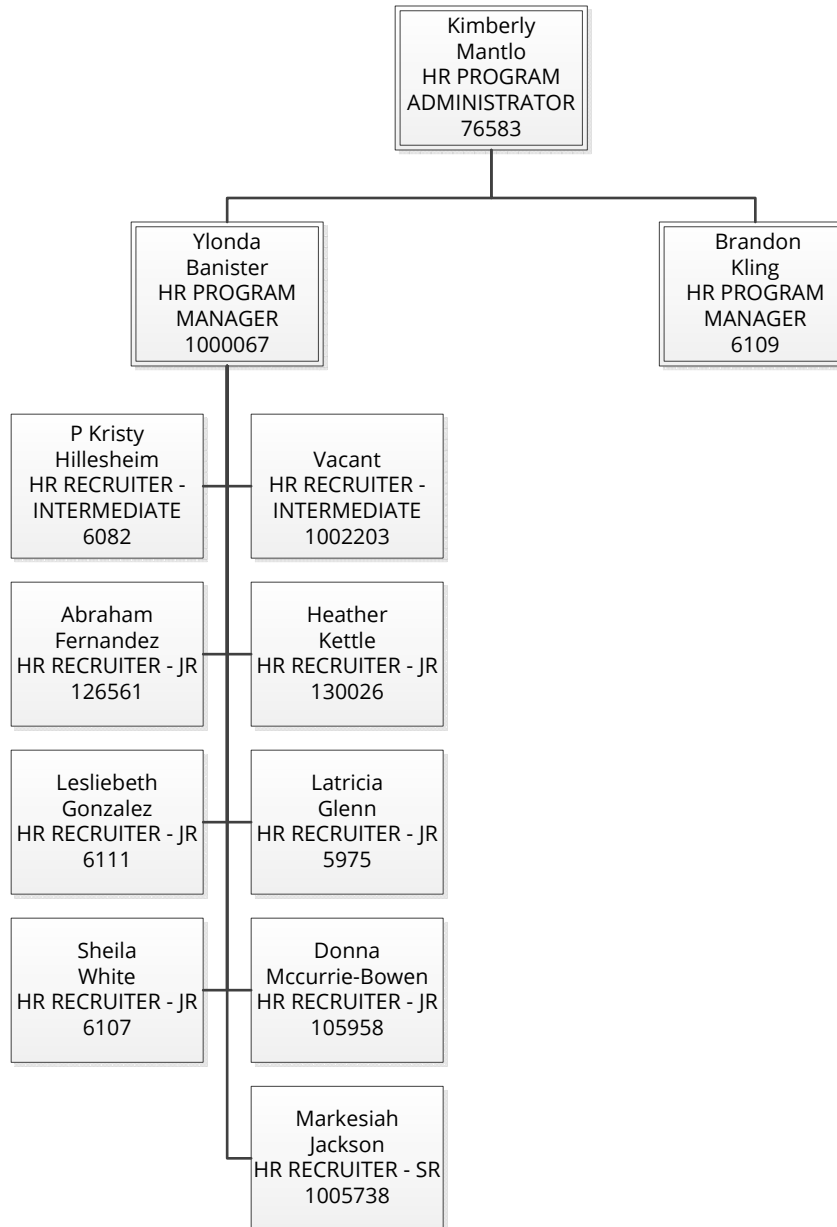 Kimberly
Mantlo
HR PROGRAM
ADMINISTRATOR
76583
Ylonda
Banister
HR PROGRAM
MANAGER
1000067
Brandon
Kling
HR PROGRAM
MANAGER
6109
P Kristy
Hillesheim
HR RECRUITER -
INTERMEDIATE
6082
Vacant
HR RECRUITER -
INTERMEDIATE
1002203
Abraham
Fernandez
HR RECRUITER - JR
126561
Heather
Kettle
HR RECRUITER - JR
130026
Lesliebeth
Gonzalez
HR RECRUITER - JR
6111
Latricia
Glenn
HR RECRUITER - JR
5975
Sheila
White
HR RECRUITER - JR
6107
Donna
Mccurrie-Bowen
HR RECRUITER - JR
105958
Markesiah
Jackson
HR RECRUITER - SR
1005738